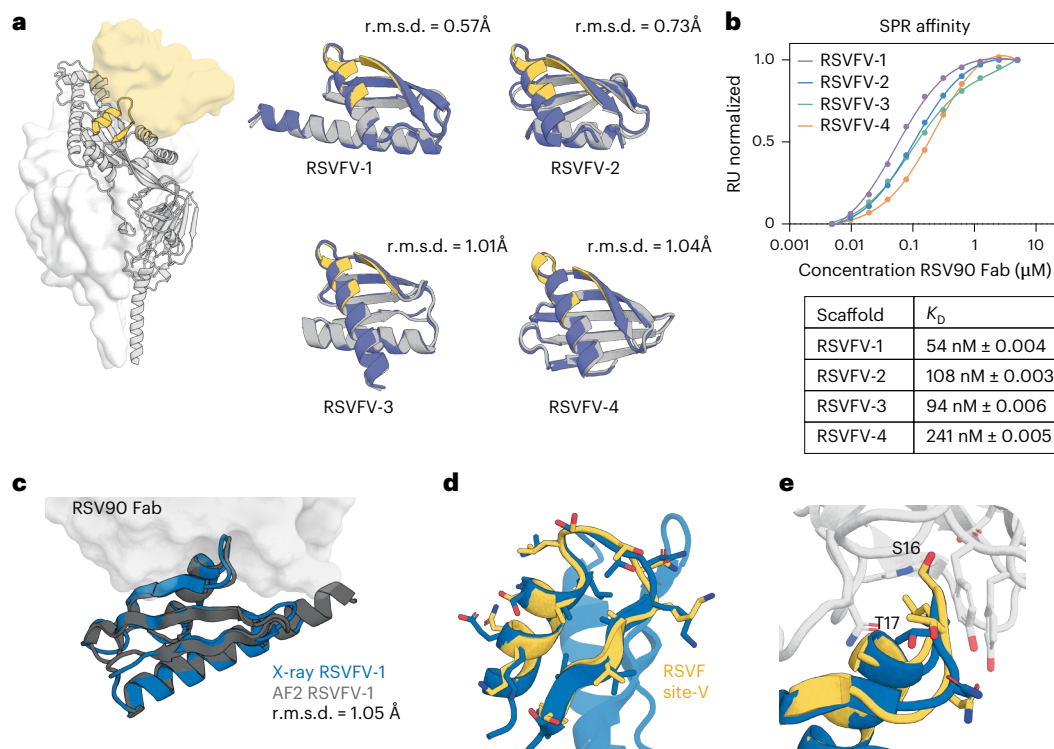 a
r.m.s.d. = 0.57Å
r.m.s.d. = 0.73Å
RSVFV-1
RSVFV-2
r.m.s.d. = 1.01Å
r.m.s.d. = 1.04Å
RSVFV-3
RSVFV-4
b
SPR affinity
RU normalized
1.0
0.5
0
RSVFV-1
RSVFV-2
RSVFV-3
RSVFV-4
0.001 0.01 0.1 1 10
Concentration RSV90 Fab (µM)
Scaffold K_D
RSVFV-1 54 nM ± 0.004
RSVFV-2 108 nM ± 0.003
RSVFV-3 94 nM ± 0.006
RSVFV-4 241 nM ± 0.005
c
RSV90 Fab
X-ray RSVFV-1
AF2 RSVFV-1
r.m.s.d. = 1.05 Å
d
RSVF
site-V
e
S16
T17